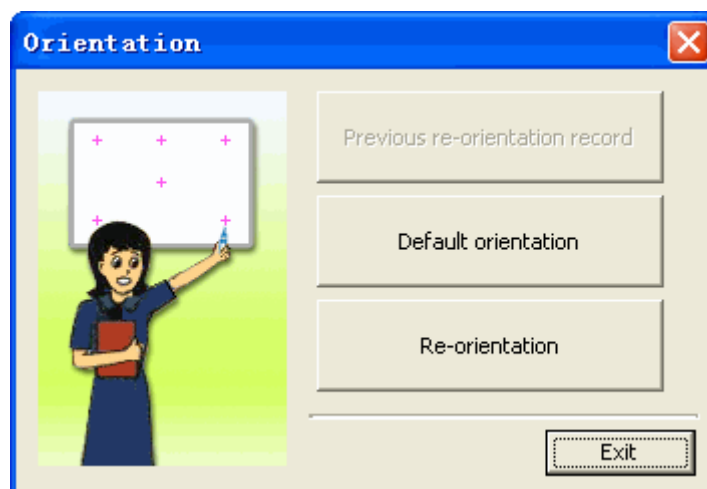 Orientation
Previous re-orientation record
Default orientation
Re-orientation
Exit